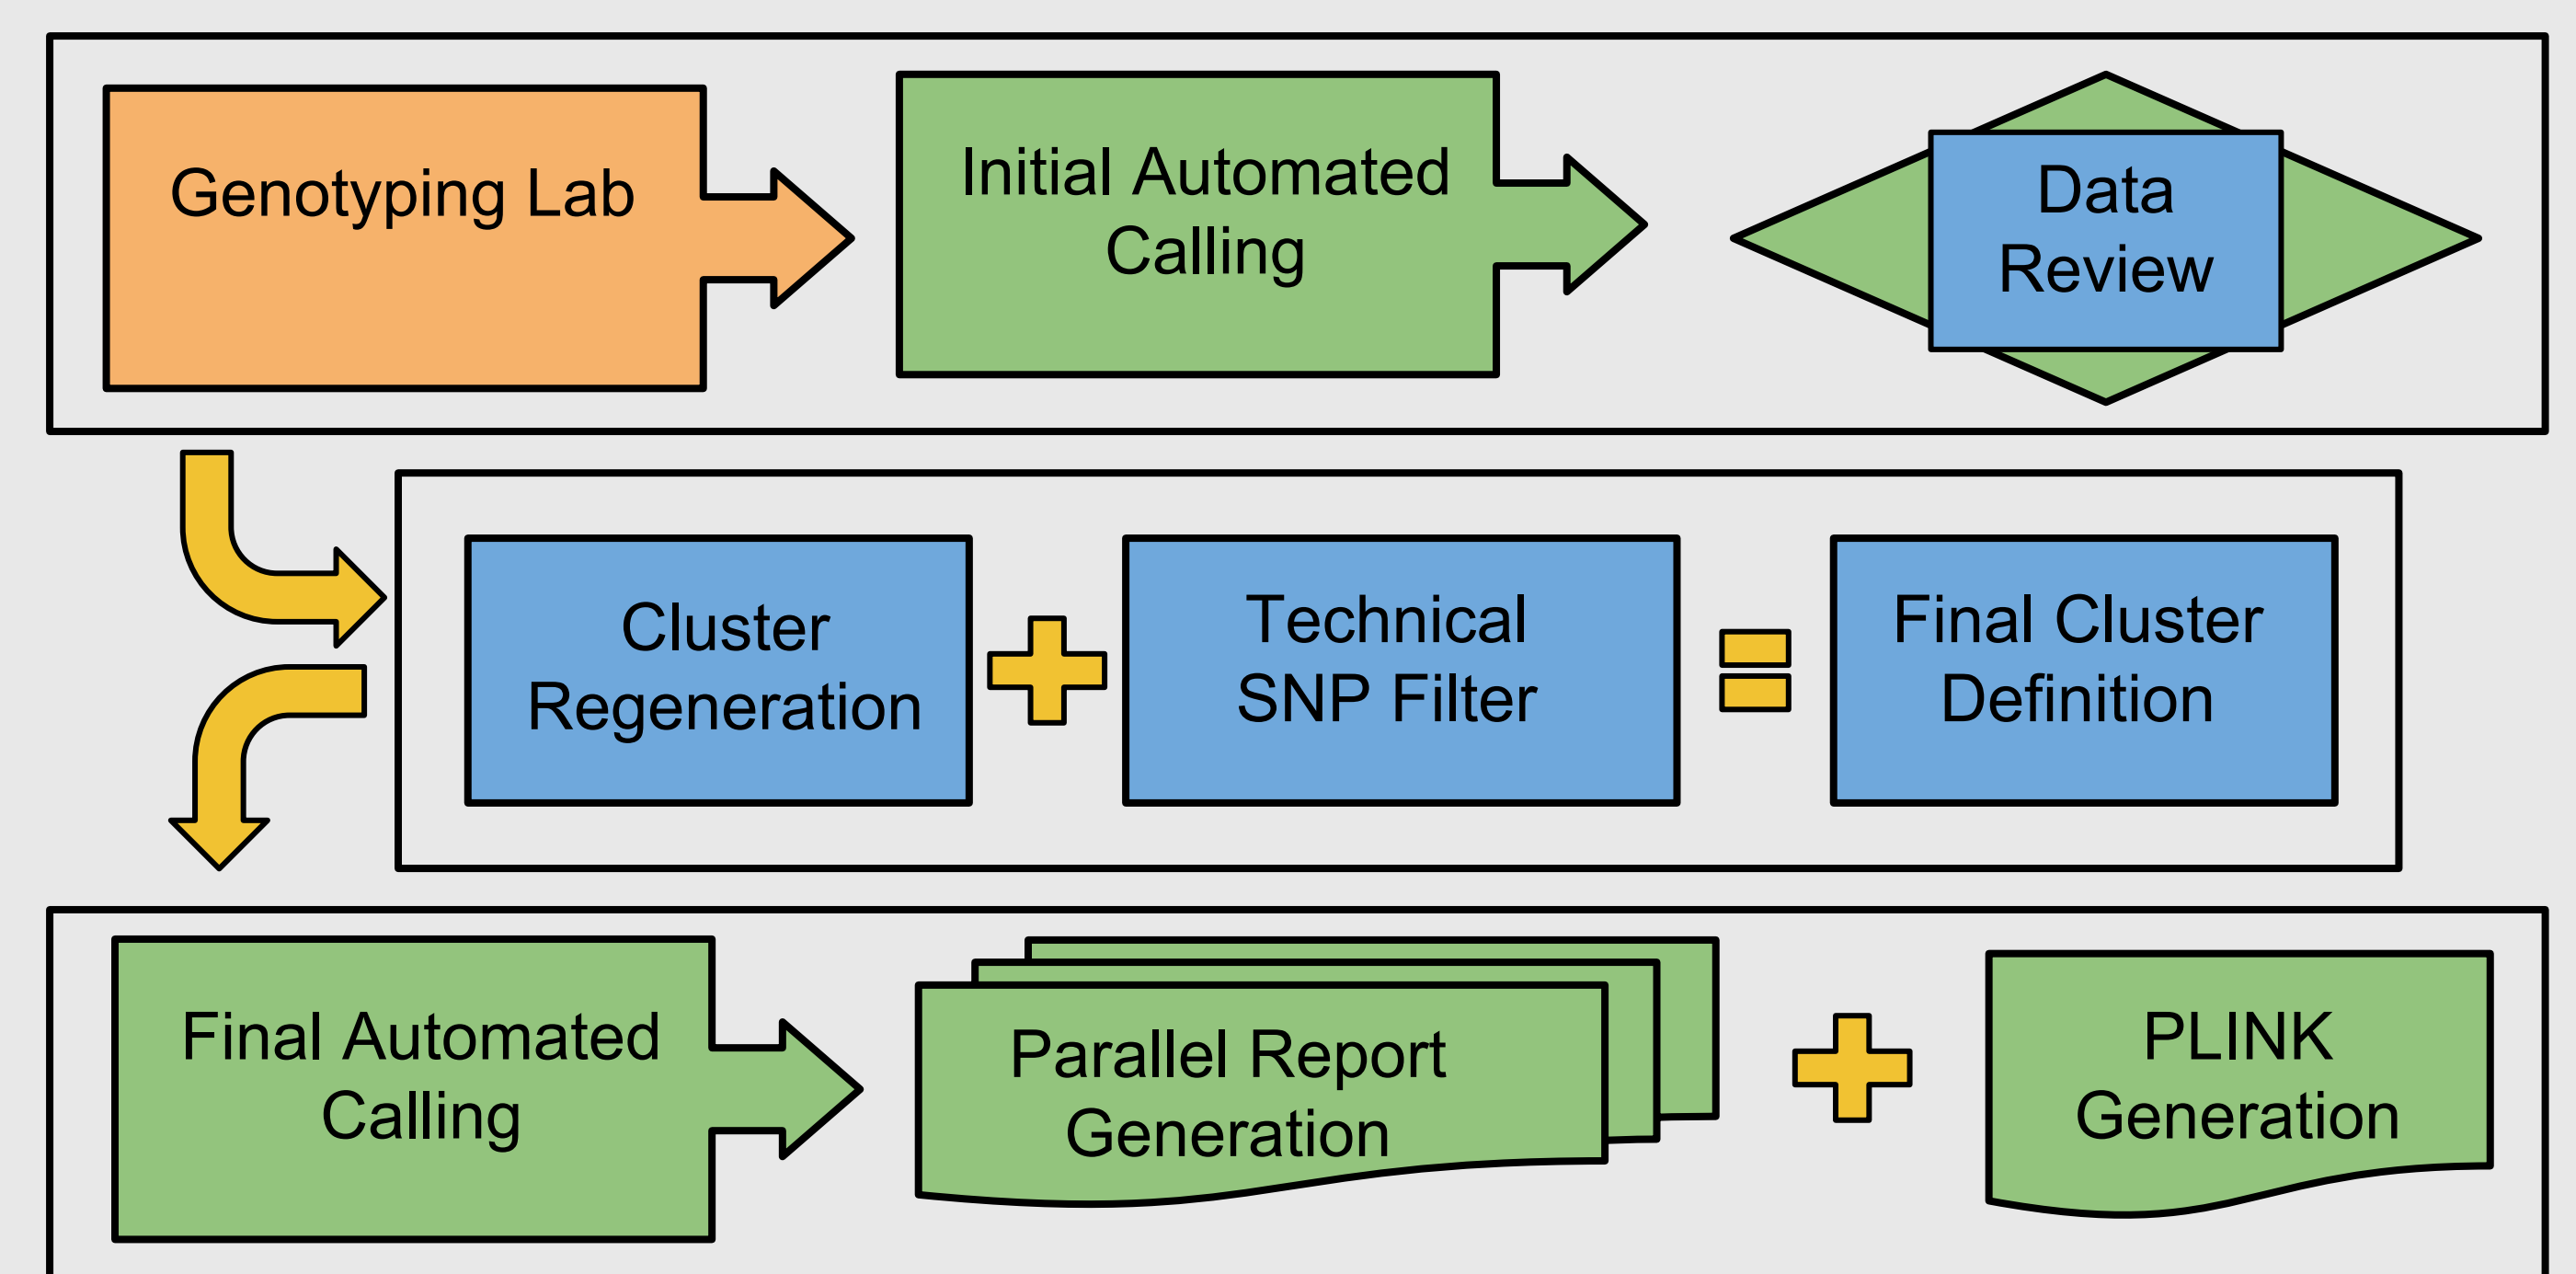 Genotyping Lab
Initial Automated
Calling
Data
Review
Cluster
Regeneration
Technical
SNP Filter
Final Cluster
Definition
Final Automated
Calling
Parallel Report
Generation
PLINK
Generation